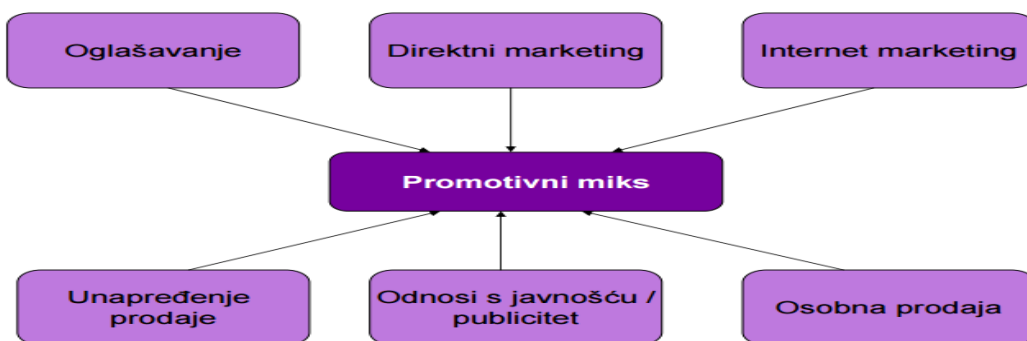 Oglašavanje
Direktni marketing
Internet marketing
Promotivni miks
Unapređenje
prodaje
Odnosi s javnošću /
publicitet
Osobna prodaja